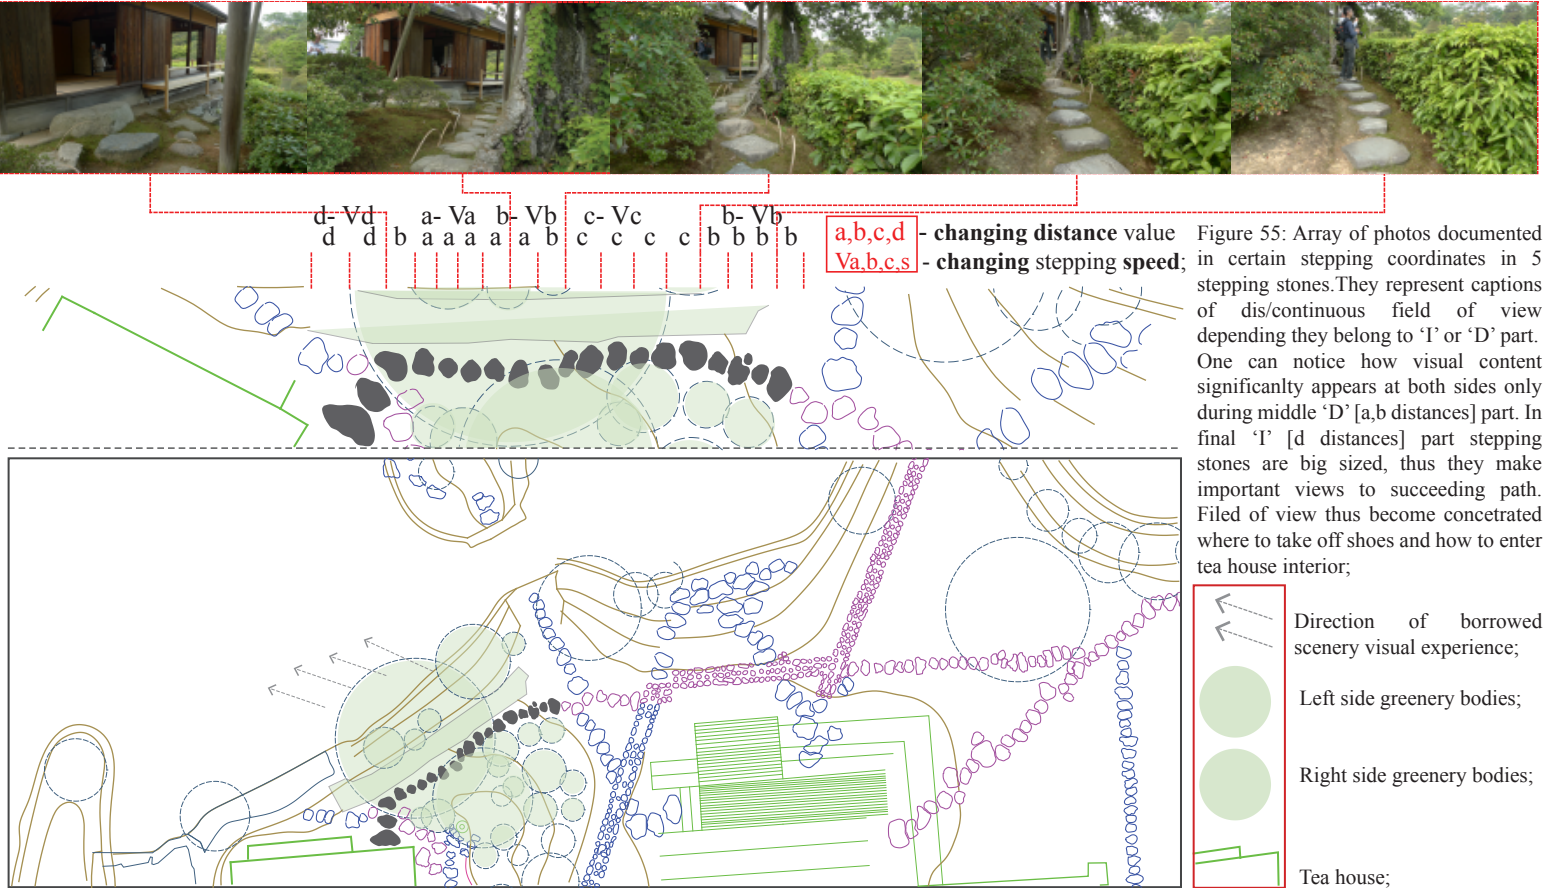 d- Vd a- Va b- Vb c- Vc b- Vb
d d b a a a a a b c c c c b b b b
a,b,c,d - changing distance value
Va,b,c,s - changing stepping speed;
Figure 55: Array of photos documented
in certain stepping coordinates in 5
stepping stones.They represent captions
of dis/continuous field of view
depending they belong to ‘I’ or ‘D’ part.
One can notice how visual content
significanlty appears at both sides only
during middle ‘D’ [a,b distances] part. In
final ‘I’ [d distances] part stepping
stones are big sized, thus they make
important views to succeeding path.
Filed of view thus become concetrated
where to take off shoes and how to enter
tea house interior;
Direction of borrowed
scenery visual experience;
Left side greenery bodies;
Right side greenery bodies;
Tea house;